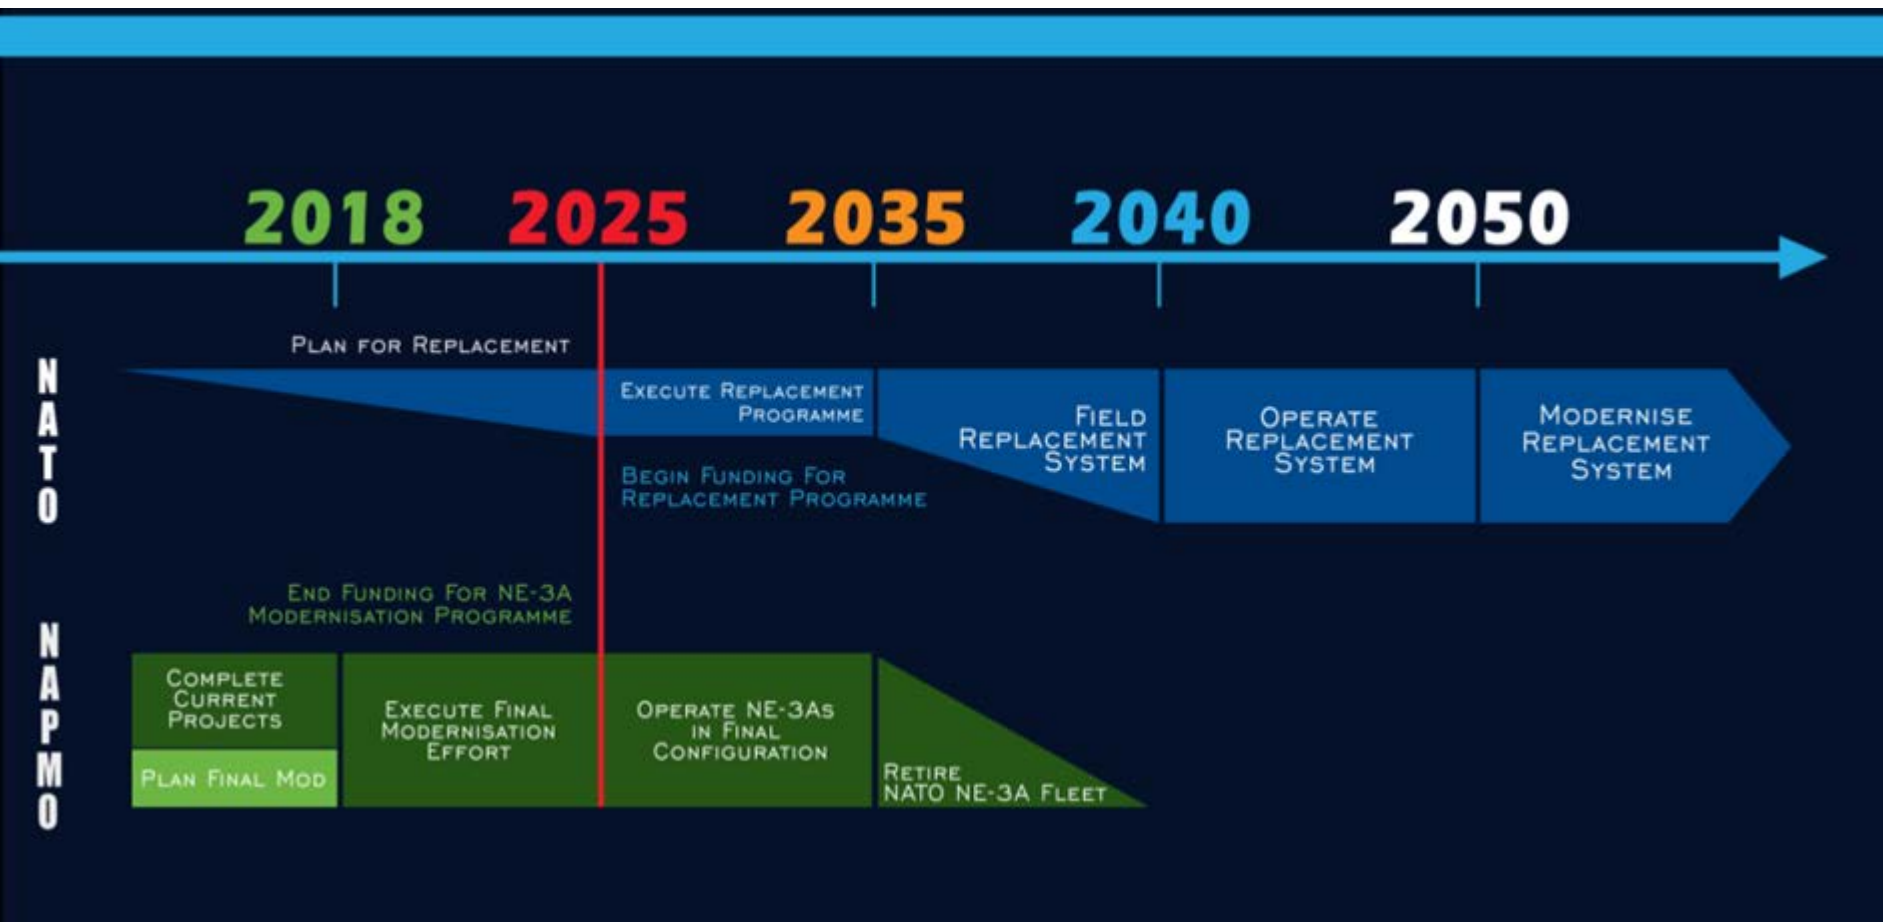 2018 2025 2035 2040 2050
NATO
PLAN FOR REPLACEMENT
EXECUTE REPLACEMENT
PROGRAMME
BEGIN FUNDING FOR
REPLACEMENT PROGRAMME
FIELD
REPLACEMENT
SYSTEM
OPERATE
REPLACEMENT
SYSTEM
MODERNISE
REPLACEMENT
SYSTEM
NAPMO
END FUNDING FOR NE-3A
MODERNISATION PROGRAMME
COMPLETE
CURRENT
PROJECTS
PLAN FINAL MOD
EXECUTE FINAL
MODERNISATION
EFFORT
OPERATE NE-3AS
IN FINAL
CONFIGURATION
RETIRE
NATO NE-3A FLEET